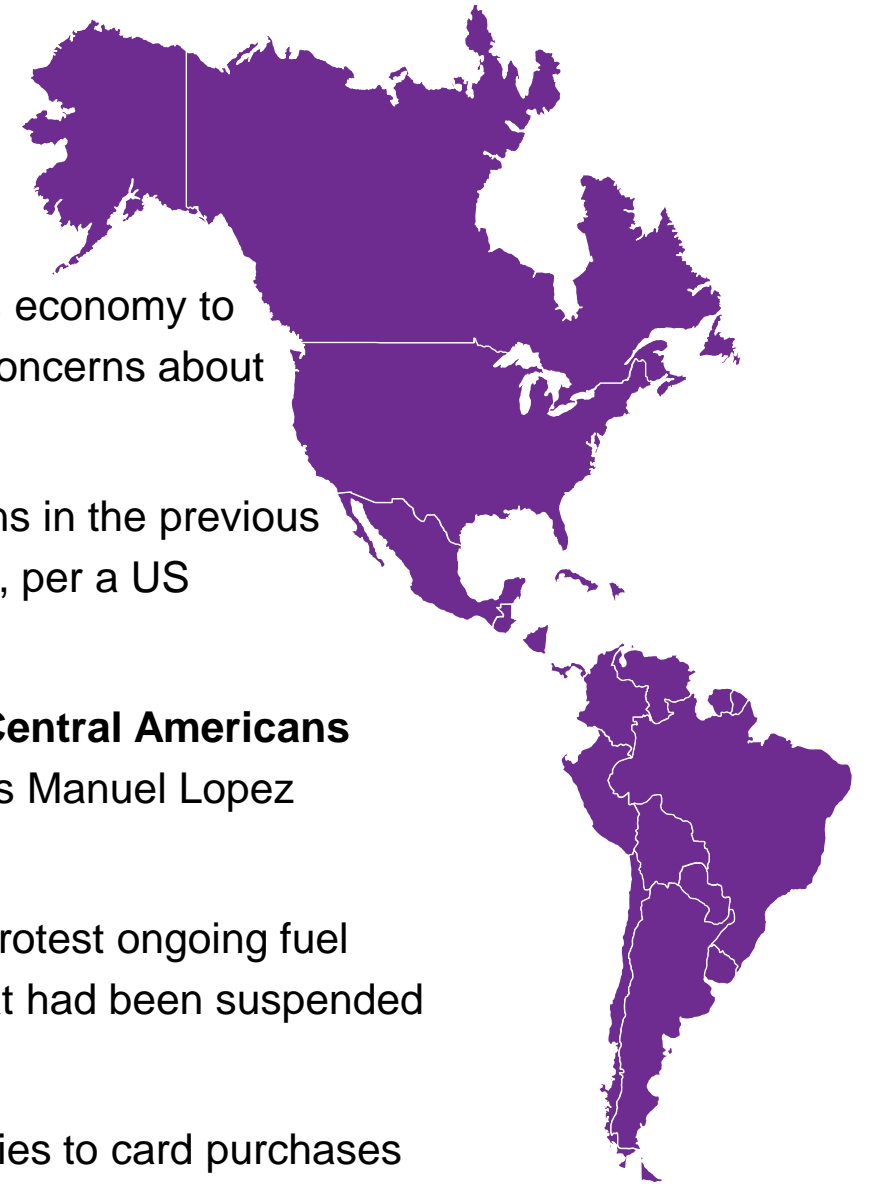 economy to
concerns about
ns in the previous
, per a US
Central Americans
s Manuel Lopez
rotest ongoing fuel
t had been suspended
ies to card purchases